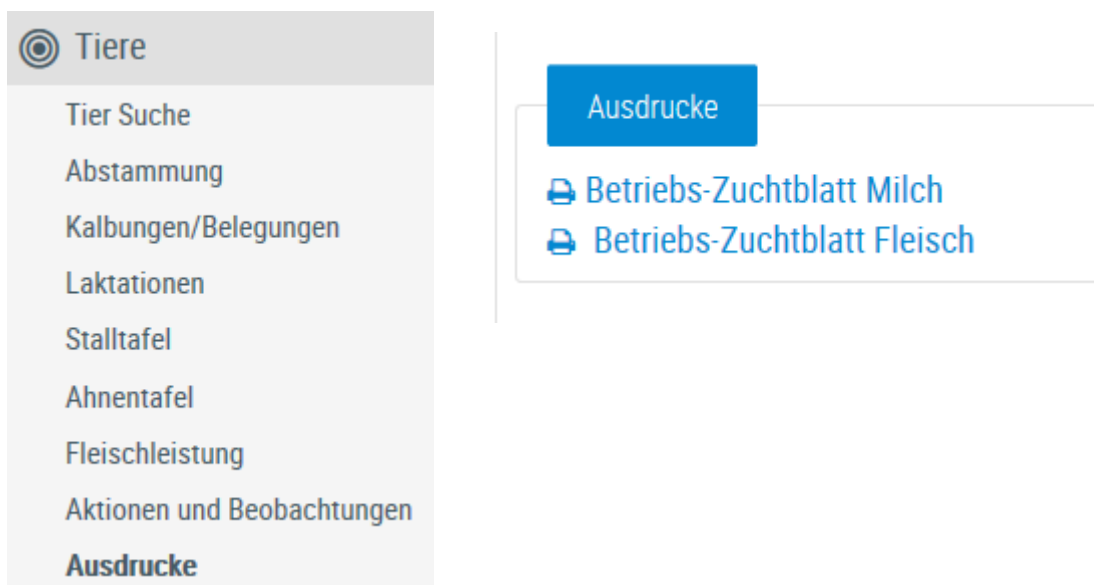 Tiere
Tier Suche
Abstammung
Kalbungen/Belegungen
Laktationen
Stalltafel
Ahnentafel
Fleischleistung
Aktionen und Beobachtungen
Ausdrucke
Ausdrucke
Betriebs-Zuchtblatt Milch
Betriebs-Zuchtblatt Fleisch